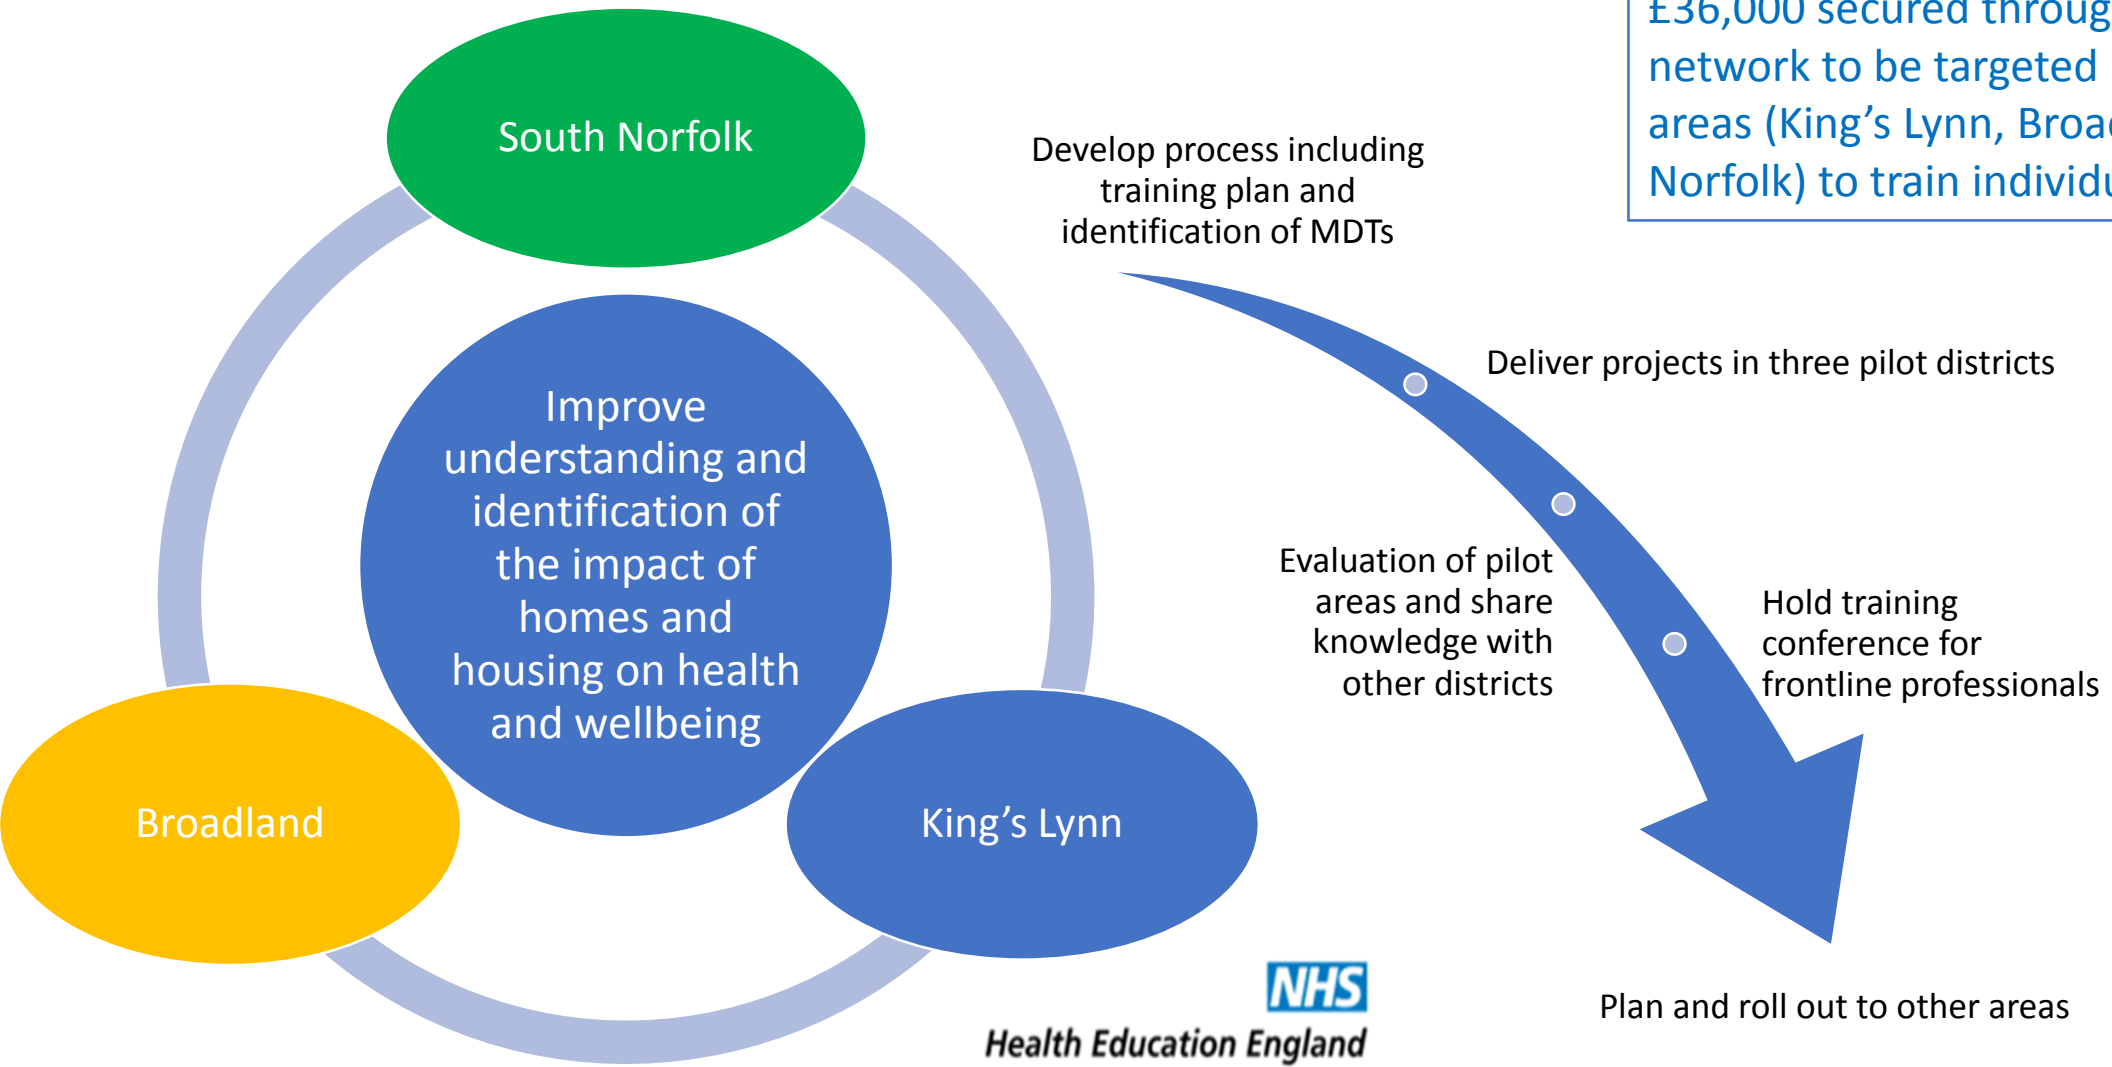 South Norfolk
Improve
understanding and
identification of
the impact of
homes and
housing on health
and wellbeing
Broadland
King’s Lynn
£36,000 secured
network to be targeted
areas (King’s Lynn,
Norfolk) to train
Develop process including
training plan and
identification of MDTs
Deliver projects in three pilot districts
Evaluation of pilot
areas and share
knowledge with
other districts
Hold training
conference for
frontline professionals
Plan and roll out to other areas
NHS
Health Education England